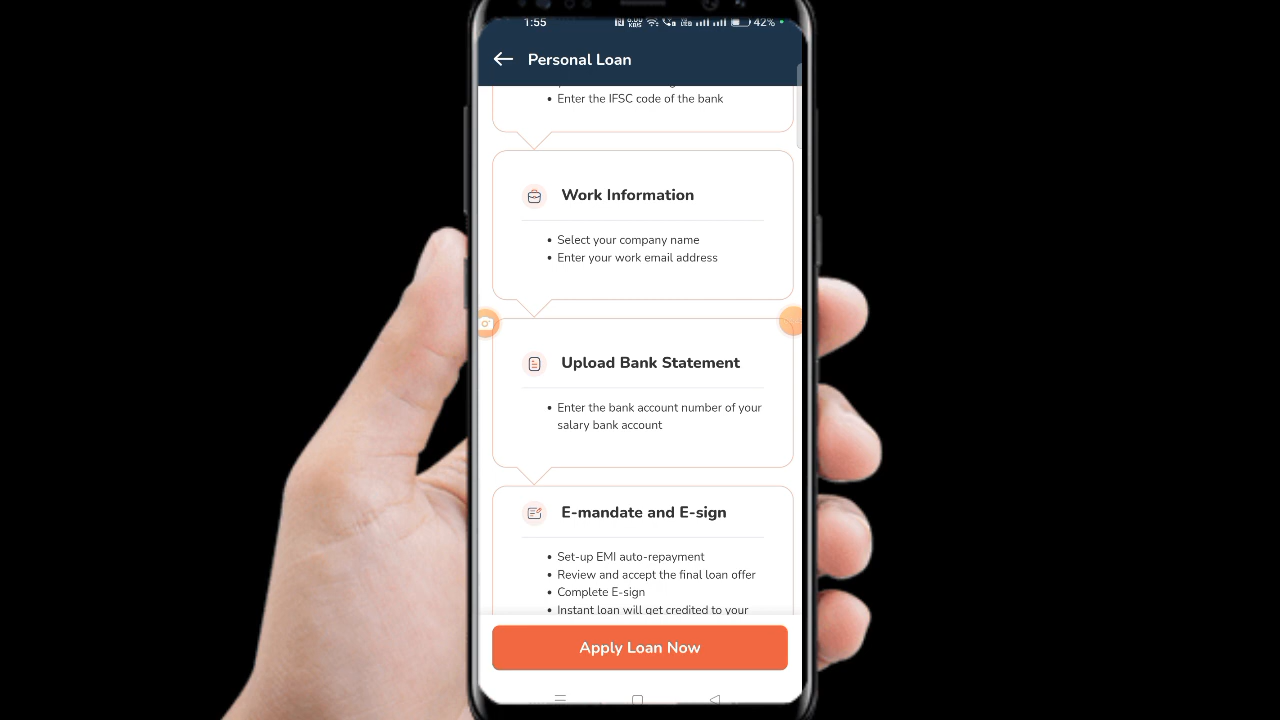 1:55
42%
Personal Loan
• Enter the IFSC code of the bank
Work Information
• Select your company name
• Enter your work email address
Upload Bank Statement
• Enter the bank account number of your
salary bank account
E-mandate and E-sign
• Set-up EMI auto-repayment
• Review and accept the final loan offer
• Complete E-sign
• Instant loan will get credited to your
Apply Loan Now